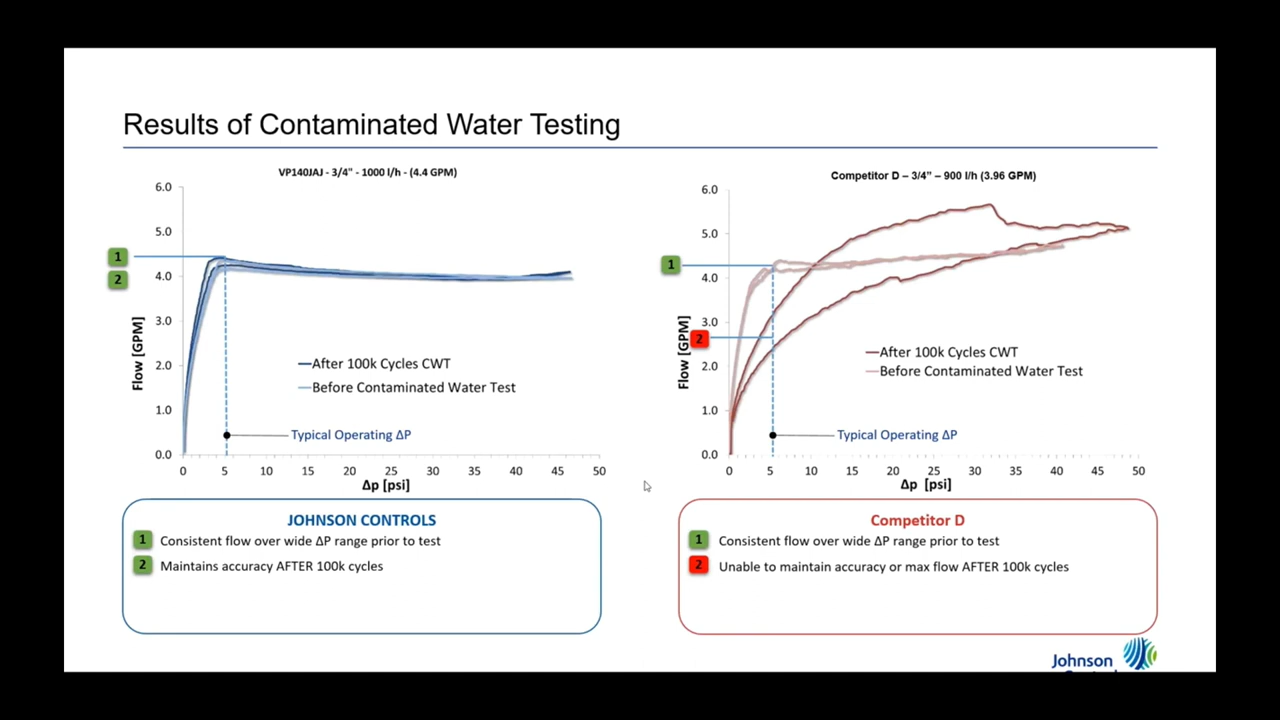 Results of Contaminated Water Testing
VP140JAJ - 3/4" - 1000 l/h - (4.4 GPM)
6.0
5.0
4.0
3.0
2.0
1.0
0.0
1
2
Flow [GPM]
After 100k Cycles CWT
Before Contaminated Water Test
Typical Operating ΔP
0 5 10 15 20 25 30 35 40 45 50
Δp [psi]
Competitor D – 3/4" – 900 l/h (3.96 GPM)
6.0
5.0
4.0
3.0
2.0
1.0
0.0
1
2
Flow [GPM]
After 100k Cycles CWT
Before Contaminated Water Test
Typical Operating ΔP
0 5 10 15 20 25 30 35 40 45 50
Δp [psi]
JOHNSON CONTROLS
1 Consistent flow over wide ΔP range prior to test
2 Maintains accuracy AFTER 100k cycles
Competitor D
1 Consistent flow over wide ΔP range prior to test
2 Unable to maintain accuracy or max flow AFTER 100k cycles
Johnson